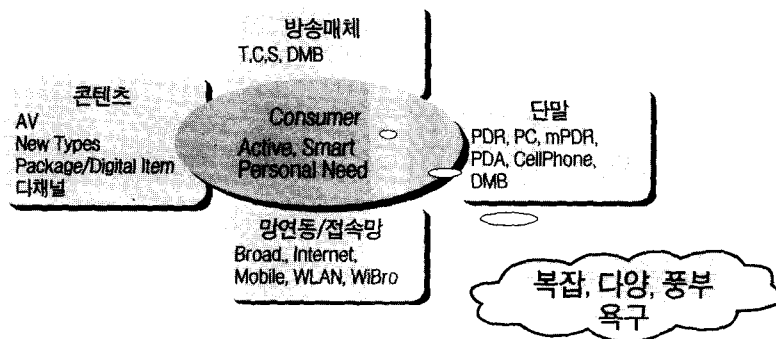 방송매체
T,C,S, DMB
콘텐츠
AV
New Types
Package/Digital Item
다채널
Consumer
Active, Smart
Personal Need
단말
PDR, PC, mPDR,
PDA, CellPhone,
DMB
망연동/접속망
Broad., Internet,
Mobile, WLAN, WiBro
복잡, 다양, 풍부
욕구